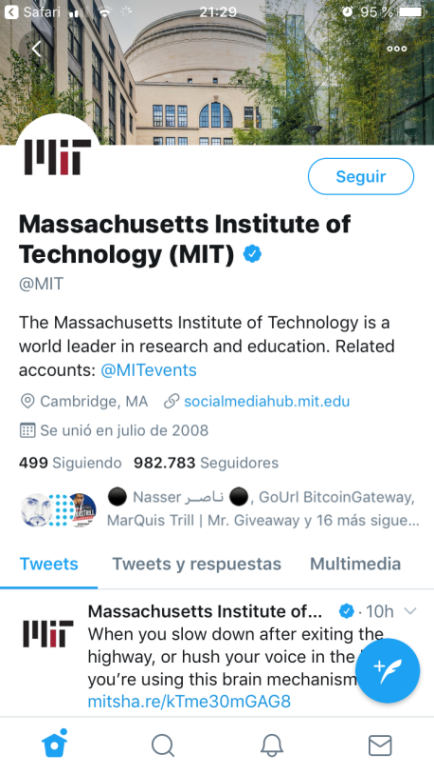 Safari
21:29
95 %
MiT
Seguir
Massachusetts Institute of
Technology (MIT)
@MIT
The Massachusetts Institute of Technology is a
world leader in research and education. Related
accounts: @MITevents
Cambridge, MA socialmediahub.mit.edu
Se unió en julio de 2008
499 Siguiendo 982.783 Seguidores
Nasser ناصر , GoUrl BitcoinGateway,
MarQuis Trill | Mr. Giveaway y 16 más sigue...
Tweets Tweets y respuestas Multimedia
Massachusetts Institute of... · 10h
MiT
When you slow down after exiting the
highway, or hush your voice in the
you're using this brain mechanism
mitsha.re/kTme30mGAG8